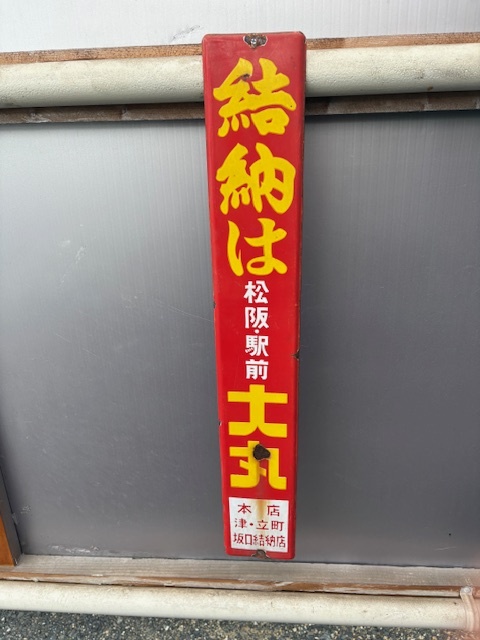 結納は
松阪・駅前
大丸
本店
津・立町
坂口結納店